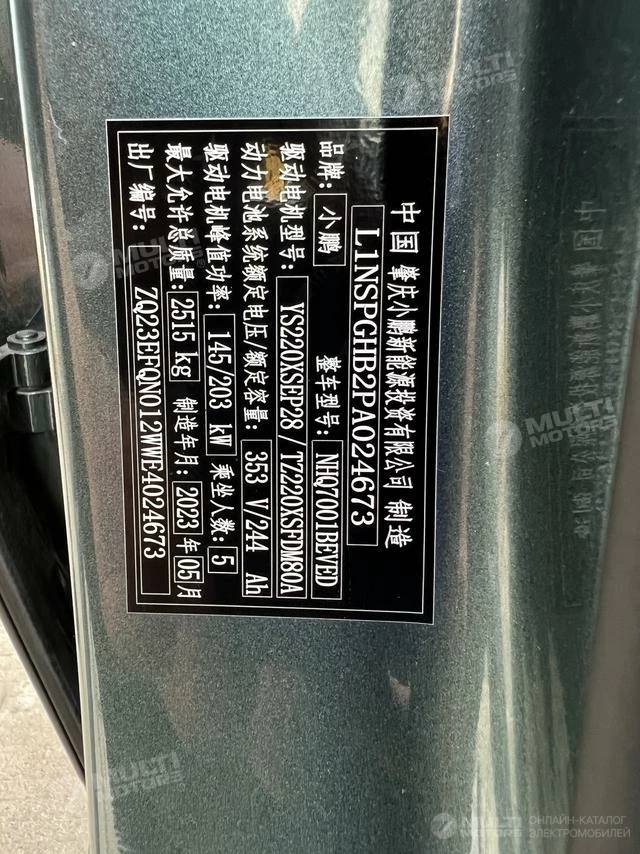 中国 肇庆小鹏新能源投资有限公司 制造
L1NSPGHB2PA024673
品牌: 小鹏 整车型号: NHQ7001BEVED
驱动电机型号: YS220XSEP28 / TZ220XSFDM80A
动力电池系统额定电压/额定容量: 353 V/244 Ah
驱动电机峰值功率: 145/203 kW 乘坐人数: 5
最大允许总质量: 2515 kg 制造年月: 2023 年 05 月
出厂编号: ZQ23EFQN012WWE4024673
MULTI MOTORS
MULTI MOTORS
MULTI MOTORS
MULTI MOTORS
MULTI MOTORS ОНЛАЙН-КАТАЛОГ ЭЛЕКТРОМОБИЛЕЙ